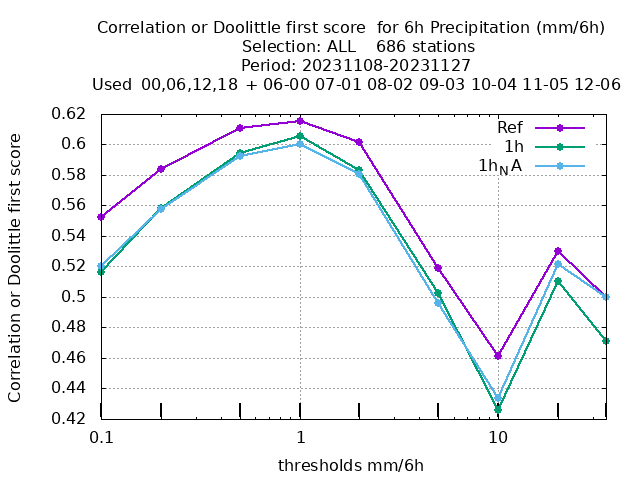 Correlation or Doolittle first score  for 6h Precipitation (mm/6h)
Selection: ALL    686 stations
Period: 20231108-20231127
Used  00,06,12,18  + 06-00 07-01 08-02 09-03 10-04 11-05 12-06
Correlation or Doolittle first score
0.62
0.6
0.58
0.56
0.54
0.52
0.5
0.48
0.46
0.44
0.42
Ref
1h
1h_NA
0.1
1
10
thresholds mm/6h